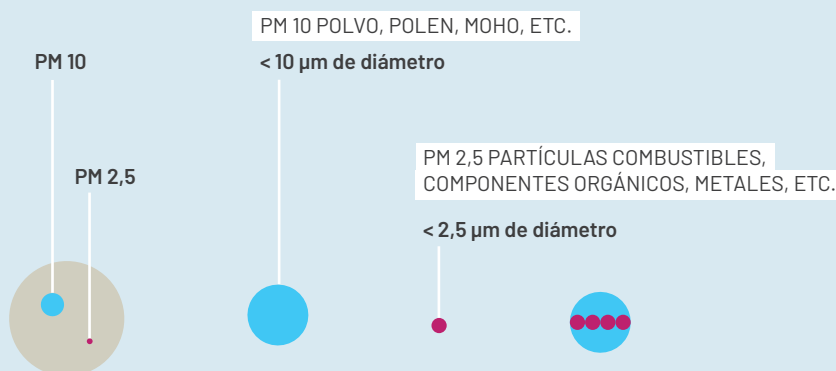 PM 10 POLVO, POLEN, MOHO, ETC.
PM 10
< 10 µm de diámetro
PM 2,5 PARTÍCULAS COMBUSTIBLES,
COMPONENTES ORGÁNICOS, METALES, ETC.
PM 2,5
< 2,5 µm de diámetro